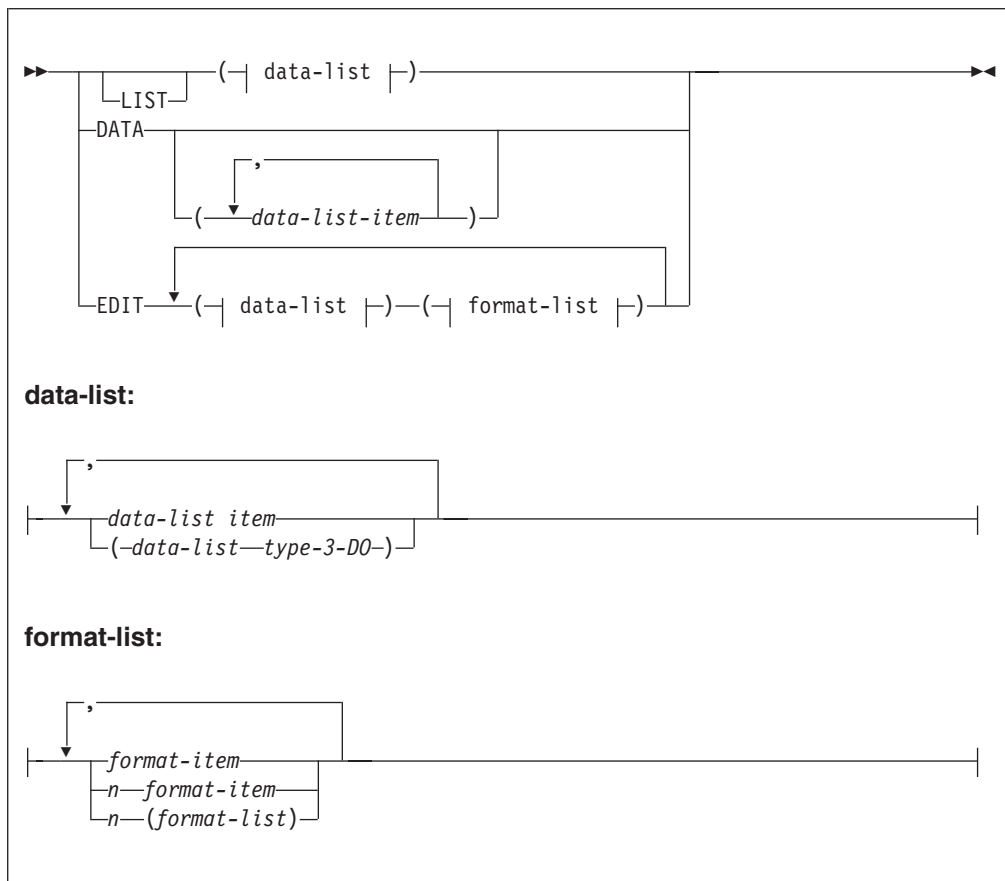 ( data-list )
LIST
DATA
,
( data-list-item )
EDIT ( data-list ) ( format-list )
data-list:
,
data-list item
( data-list type-3-DO )
format-list:
,
format-item
n format-item
n (format-list)